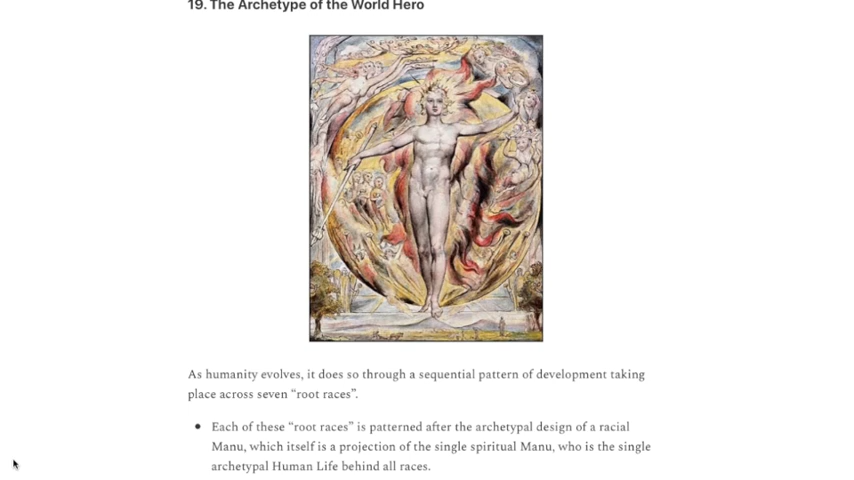 19. The Archetype of the World Hero
As humanity evolves, it does so through a sequential pattern of development taking
place across seven “root races”.
• Each of these “root races” is patterned after the archetypal design of a racial
Manu, which itself is a projection of the single spiritual Manu, who is the single
archetypal Human Life behind all races.